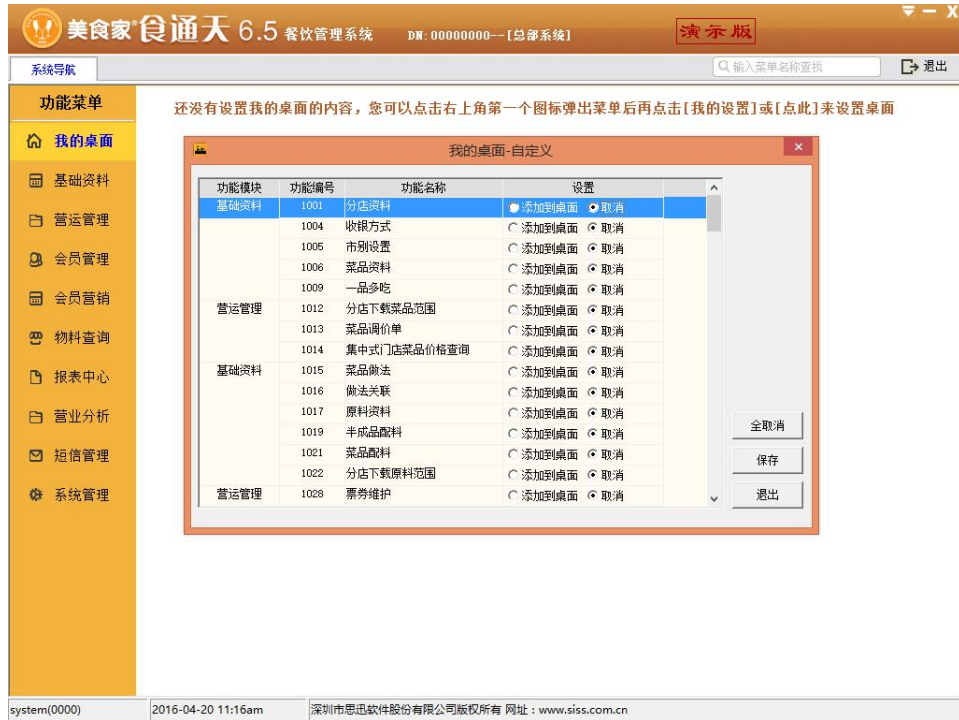 美食家 食通天 6.5 餐饮管理系统 DN:00000000--[总部系统] 演示版
系统导航 输入菜单名称查找 退出
功能菜单
还没有设置我的桌面的内容，您可以点击右上角第一个图标弹出菜单后再点击[我的设置]或[点此]来设置桌面
我的桌面
基础资料
营运管理
会员管理
会员营销
物料查询
报表中心
营业分析
短信管理
系统管理
我的桌面-自定义
功能模块 功能编号 功能名称 设置
基础资料 1001 分店资料 添加到桌面 取消
1004 收银方式 添加到桌面 取消
1005 市别设置 添加到桌面 取消
1006 菜品资料 添加到桌面 取消
1009 一品多吃 添加到桌面 取消
营运管理 1012 分店下载菜品范围 添加到桌面 取消
1013 菜品调价单 添加到桌面 取消
1014 集中式门店菜品价格查询 添加到桌面 取消
基础资料 1015 菜品做法 添加到桌面 取消
1016 做法关联 添加到桌面 取消
1017 原料资料 添加到桌面 取消
1019 半成品配料 添加到桌面 取消
1021 菜品配料 添加到桌面 取消
1022 分店下载原料范围 添加到桌面 取消
营运管理 1028 票券维护 添加到桌面 取消
全取消
保存
退出
system(0000) 2016-04-20 11:16am 深圳市思迅软件股份有限公司版权所有 网址：www.siss.com.cn